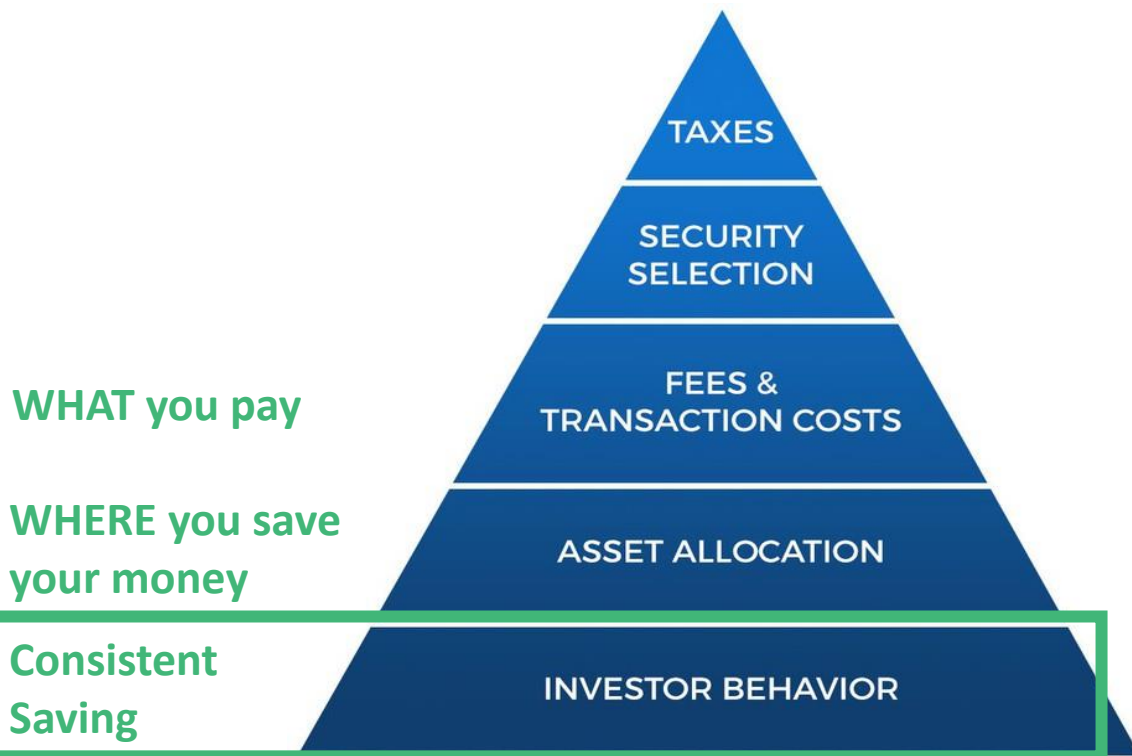 TAXES
SECURITY
SELECTION
WHAT you pay
FEES &
TRANSACTION COSTS
WHERE you save
your money
ASSET ALLOCATION
Consistent
Saving
INVESTOR BEHAVIOR